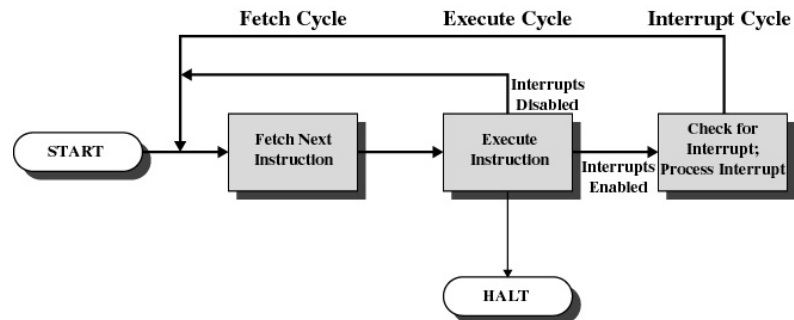 Fetch Cycle
Execute Cycle
Interrupt Cycle
Interrupts
Disabled
START
Fetch Next
Instruction
Execute
Instruction
Interrupts
Enabled
Check for
Interrupt;
Process Interrupt
HALT